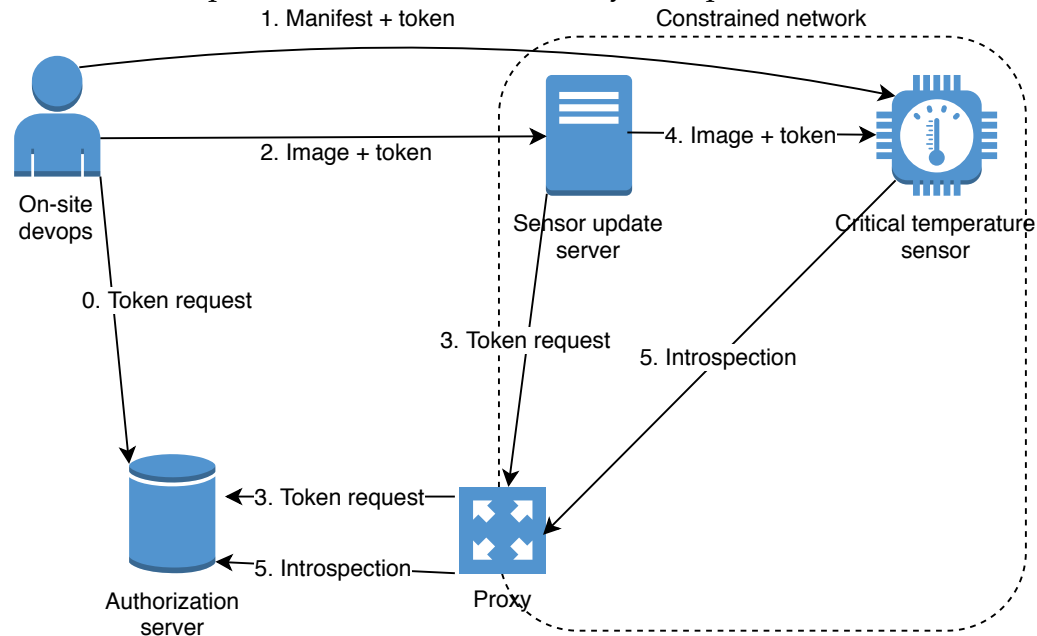 1. Manifest + token
Constrained network
2. Image + token
4. Image + token
On-site
devops
Sensor update
server
Critical temperature
sensor
0. Token request
3. Token request
5. Introspection
3. Token request
5. Introspection
Authorization
server
Proxy